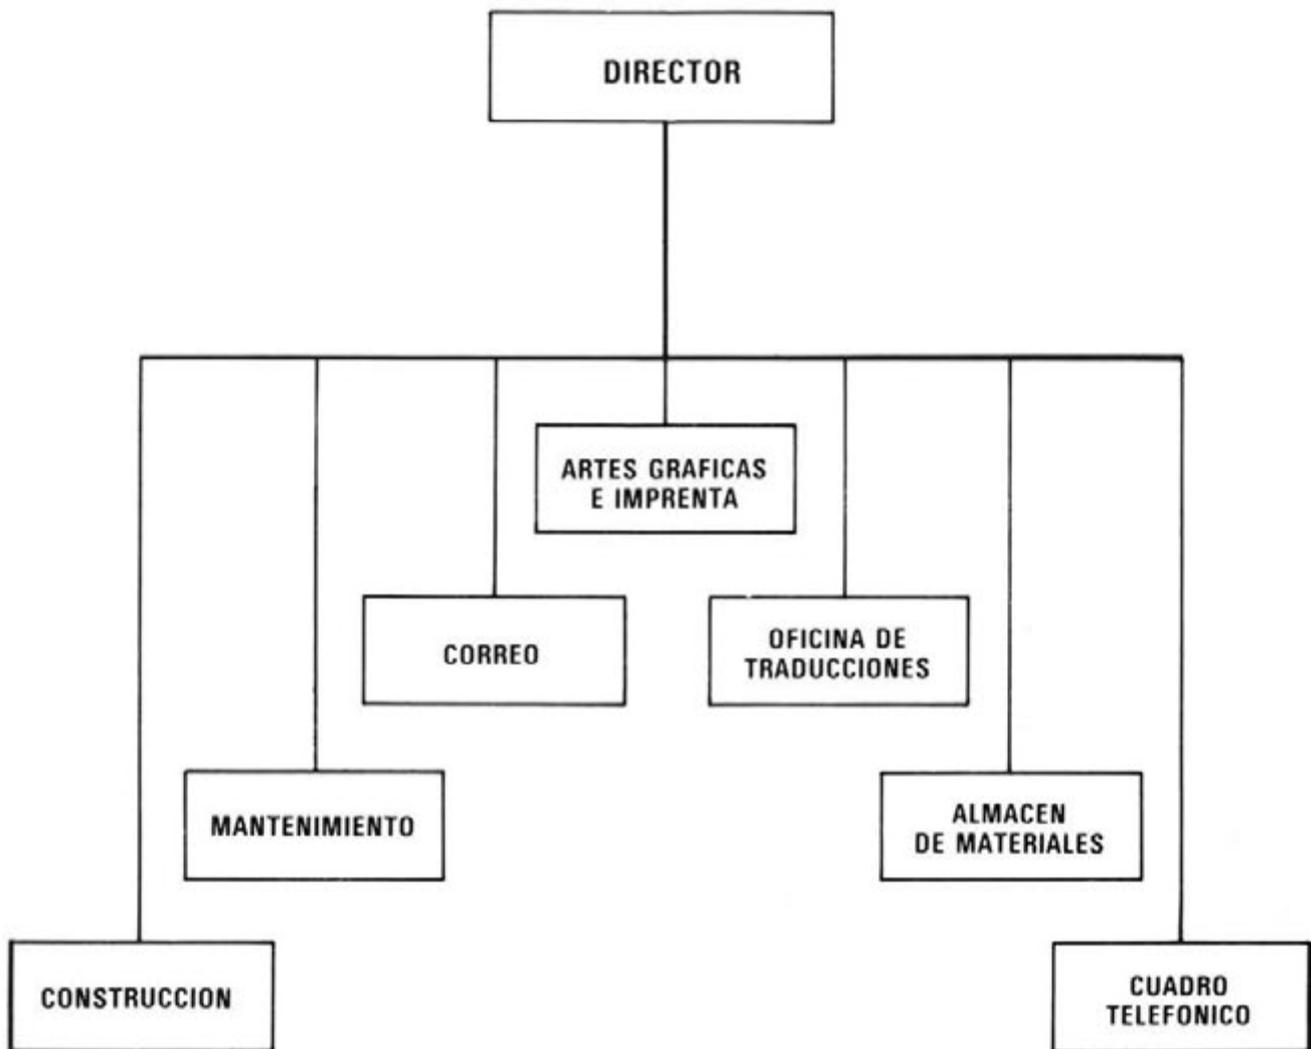 DIRECTOR
ARTES GRAFICAS
E IMPRENTA
CORREO
OFICINA DE
TRADUCCIONES
MANTENIMIENTO
ALMACEN
DE MATERIALES
CONSTRUCCION
CUADRO
TELEFONICO